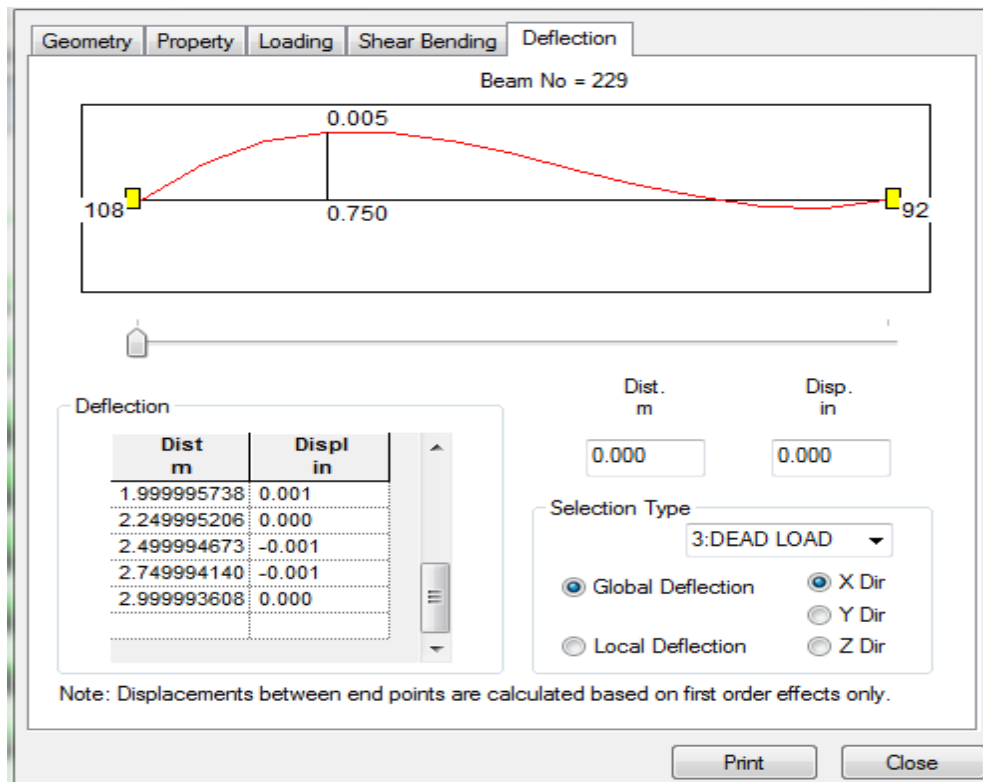 Geometry Property Loading Shear Bending Deflection
Beam No = 229
0.005
108
0.750
92
Deflection
Dist
m
Displ
in
1.999995738 0.001
2.249995206 0.000
2.499994673 -0.001
2.749994140 -0.001
2.999993608 0.000
Dist.
m
Disp.
in
0.000
0.000
Selection Type
3:DEAD LOAD
Global Deflection
X Dir
Y Dir
Local Deflection
Z Dir
Note: Displacements between end points are calculated based on first order effects only.
Print
Close